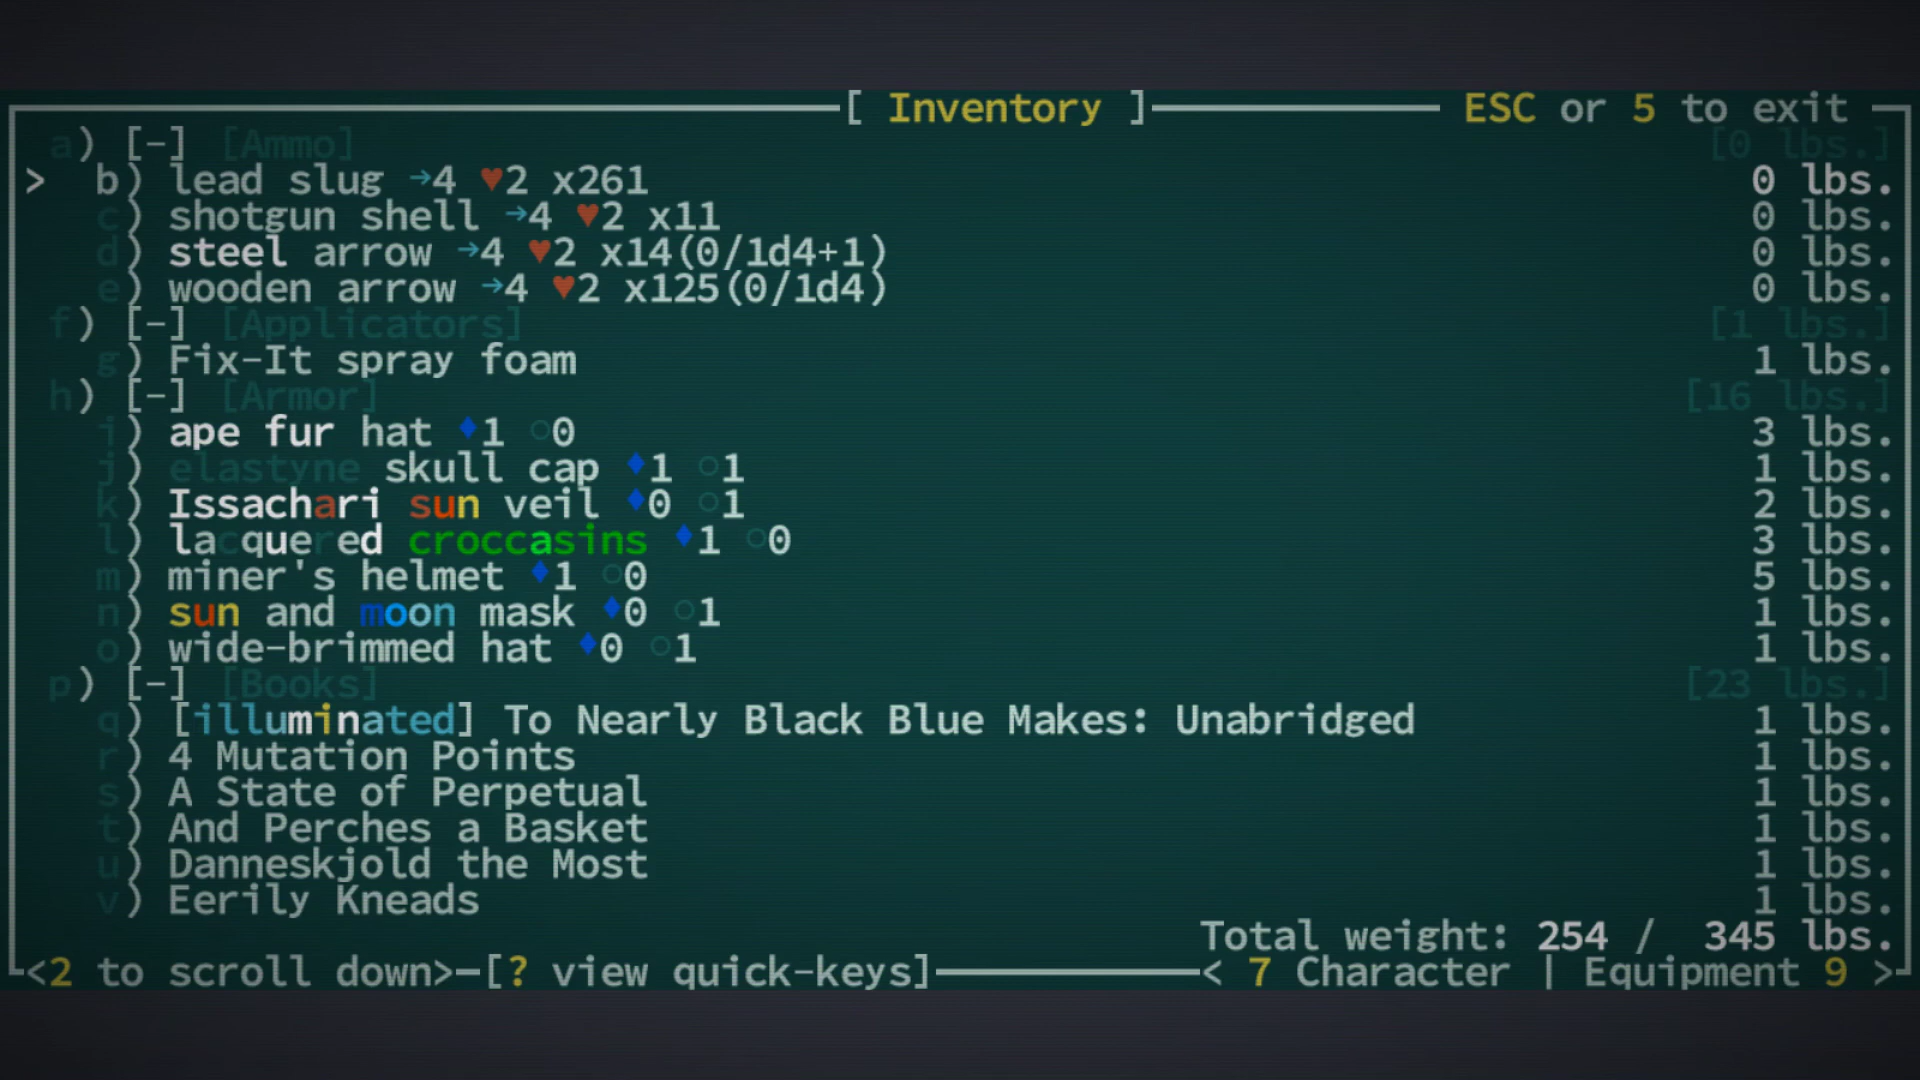 [ Inventory ] ESC or 5 to exit
a) [-] [Ammo] [0 lbs.]
> b) lead slug →4 ♥2 x261 0 lbs.
c) shotgun shell →4 ♥2 x11 0 lbs.
d) steel arrow →4 ♥2 x14(0/1d4+1) 0 lbs.
e) wooden arrow →4 ♥2 x125(0/1d4) 0 lbs.
f) [-] [Applicators] [1 lbs.]
g) Fix-It spray foam 1 lbs.
h) [-] [Armor] [16 lbs.]
i) ape fur hat ♦1 ○0 3 lbs.
j) elastyne skull cap ♦1 ○1 1 lbs.
k) Issachari sun veil ♦0 ○1 2 lbs.
l) lacquered croccasins ♦1 ○0 3 lbs.
m) miner's helmet ♦1 ○0 5 lbs.
n) sun and moon mask ♦0 ○1 1 lbs.
o) wide-brimmed hat ♦0 ○1 1 lbs.
p) [-] [Books] [23 lbs.]
q) [illuminated] To Nearly Black Blue Makes: Unabridged 1 lbs.
r) 4 Mutation Points 1 lbs.
s) A State of Perpetual 1 lbs.
t) And Perches a Basket 1 lbs.
u) Danneskjold the Most 1 lbs.
v) Eerily Kneads 1 lbs.
Total weight: 254 / 345 lbs.
<2 to scroll down> [? view quick-keys] < 7 Character | Equipment 9 >